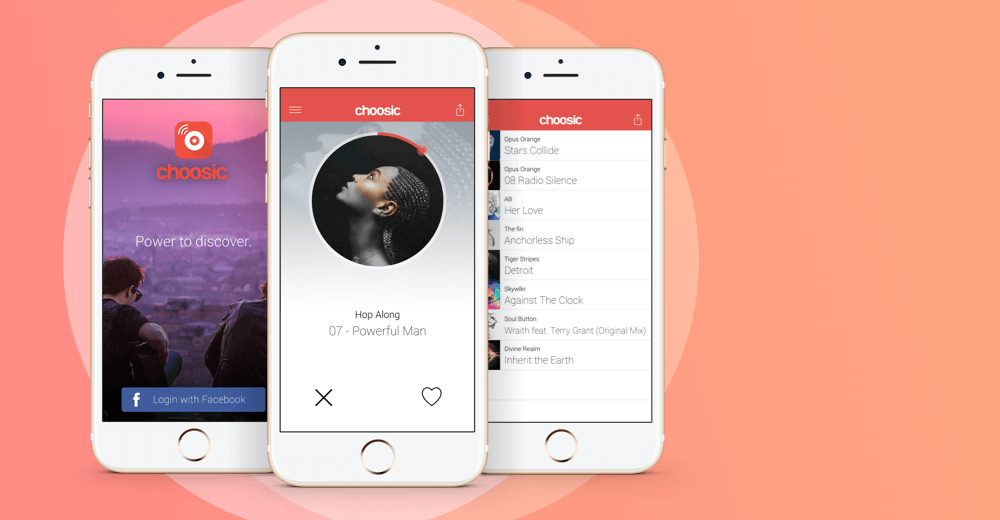 choosic
Power to discover.
f Login with Facebook
choosic
Hop Along
07 - Powerful Man
choosic
Opus Orange
Stars Collide
Opus Orange
08 Radio Silence
AB
Her Love
The fin.
Anchorless Ship
Tiger Stripes
Detroit
Skywlkr
Against The Clock
Soul Button
Wraith feat. Terry Grant (Original Mix)
Divine Realm
Inherit the Earth